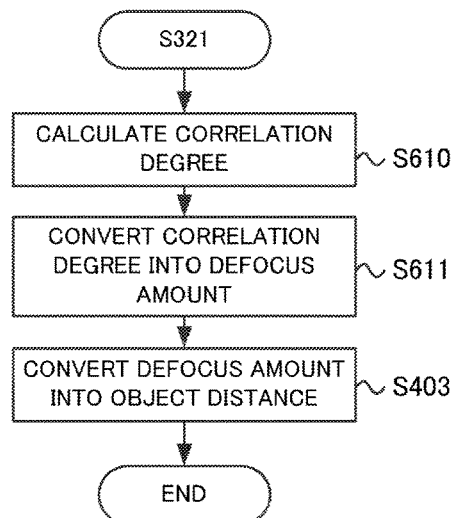 S321
CALCULATE CORRELATION
DEGREE
S610
CONVERT CORRELATION
DEGREE INTO DEFOCUS
AMOUNT
S611
CONVERT DEFOCUS AMOUNT
INTO OBJECT DISTANCE
S403
END